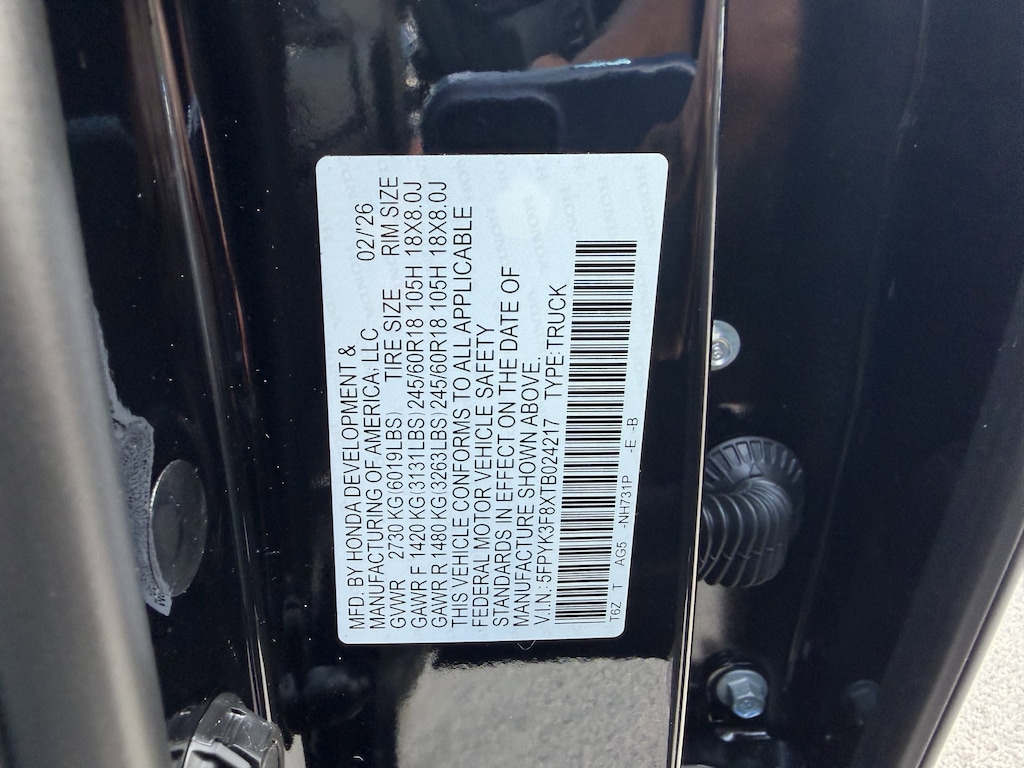 MFD. BY HONDA DEVELOPMENT &
MANUFACTURING OF AMERICA, LLC 02/'26
GVWR 2730 KG(6019LBS) TIRE SIZE RIM SIZE
GAWR F 1420 KG(3131LBS) 245/60R18 105H 18X8.0J
GAWR R 1480 KG(3263LBS) 245/60R18 105H 18X8.0J
THIS VEHICLE CONFORMS TO ALL APPLICABLE
FEDERAL MOTOR VEHICLE SAFETY
STANDARDS IN EFFECT ON THE DATE OF
MANUFACTURE SHOWN ABOVE.
V.I.N.: 5FPYK3F8XTB024217 TYPE: TRUCK
T6Z T AG5 -NH731P -E -B